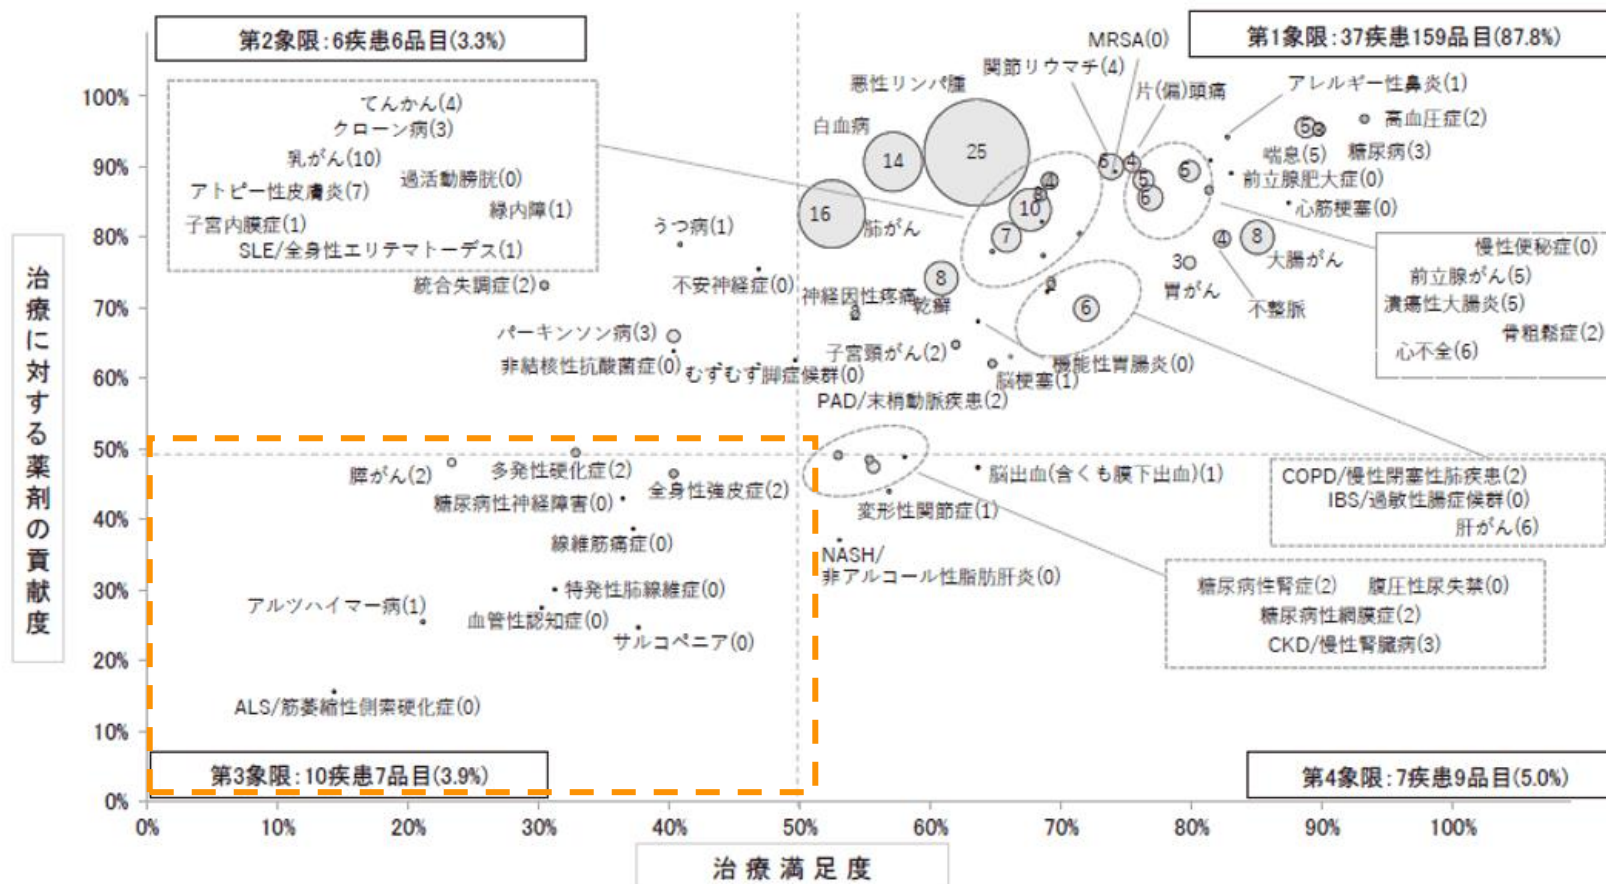 第2象限:6疾患6品目(3.3%)
第1象限:37疾患159品目(87.8%)
MRSA(0)
関節リウマチ(4)
悪性リンパ腫
片(偏)頭痛
アレルギー性鼻炎(1)
高血圧症(2)
白血病
喘息(5)
糖尿病(3)
前立腺肥大症(0)
心筋梗塞(0)
てんかん(4)
クローン病(3)
乳がん(10)
過活動膀胱(0)
アトピー性皮膚炎(7)
緑内障(1)
子宮内膜症(1)
SLE/全身性エリテマトーデス(1)
14
25
16
10
7
8
4
6
4
5
6
5
5
4
8
3
8
6
うつ病(1)
肺がん
大腸がん
統合失調症(2)
不安神経症(0)
神経因性疼痛
乾癬
胃がん
不整脈
慢性便秘症(0)
前立腺がん(5)
潰瘍性大腸炎(5)
骨粗鬆症(2)
心不全(6)
パーキンソン病(3)
非結核性抗酸菌症(0)
むずむず脚症候群(0)
子宮頸がん(2)
機能性胃腸炎(0)
脳梗塞(1)
PAD/末梢動脈疾患(2)
膵がん(2)
多発性硬化症(2)
全身性強皮症(2)
糖尿病性神経障害(0)
線維筋痛症(0)
脳出血(含くも膜下出血)(1)
変形性関節症(1)
NASH/
非アルコール性脂肪肝炎(0)
COPD/慢性閉塞性肺疾患(2)
IBS/過敏性腸症候群(0)
肝がん(6)
特発性肺線維症(0)
アルツハイマー病(1)
血管性認知症(0)
サルコペニア(0)
ALS/筋萎縮性側索硬化症(0)
糖尿病性腎症(2)
腹圧性尿失禁(0)
糖尿病性網膜症(2)
CKD/慢性腎臓病(3)
第3象限:10疾患7品目(3.9%)
第4象限:7疾患9品目(5.0%)
治療に対する薬剤の貢献度
100%
90%
80%
70%
60%
50%
40%
30%
20%
10%
0%
0%
10%
20%
30%
40%
50%
60%
70%
80%
90%
100%
治療満足度